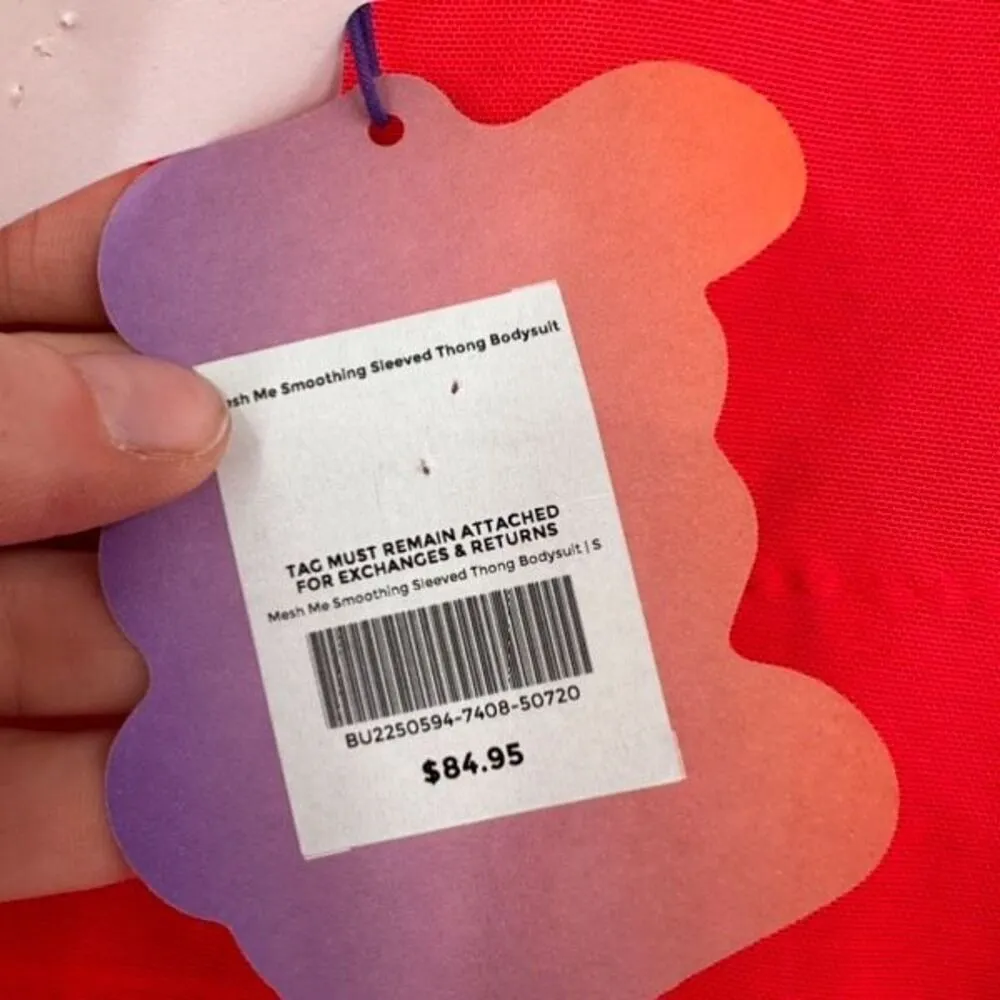 esh Me Smoothing Sleeved Thong Bodysuit
TAG MUST REMAIN ATTACHED
FOR EXCHANGES & RETURNS
Mesh Me Smoothing Sleeved Thong Bodysuit | S
BU2250594-7408-50720
$84.95